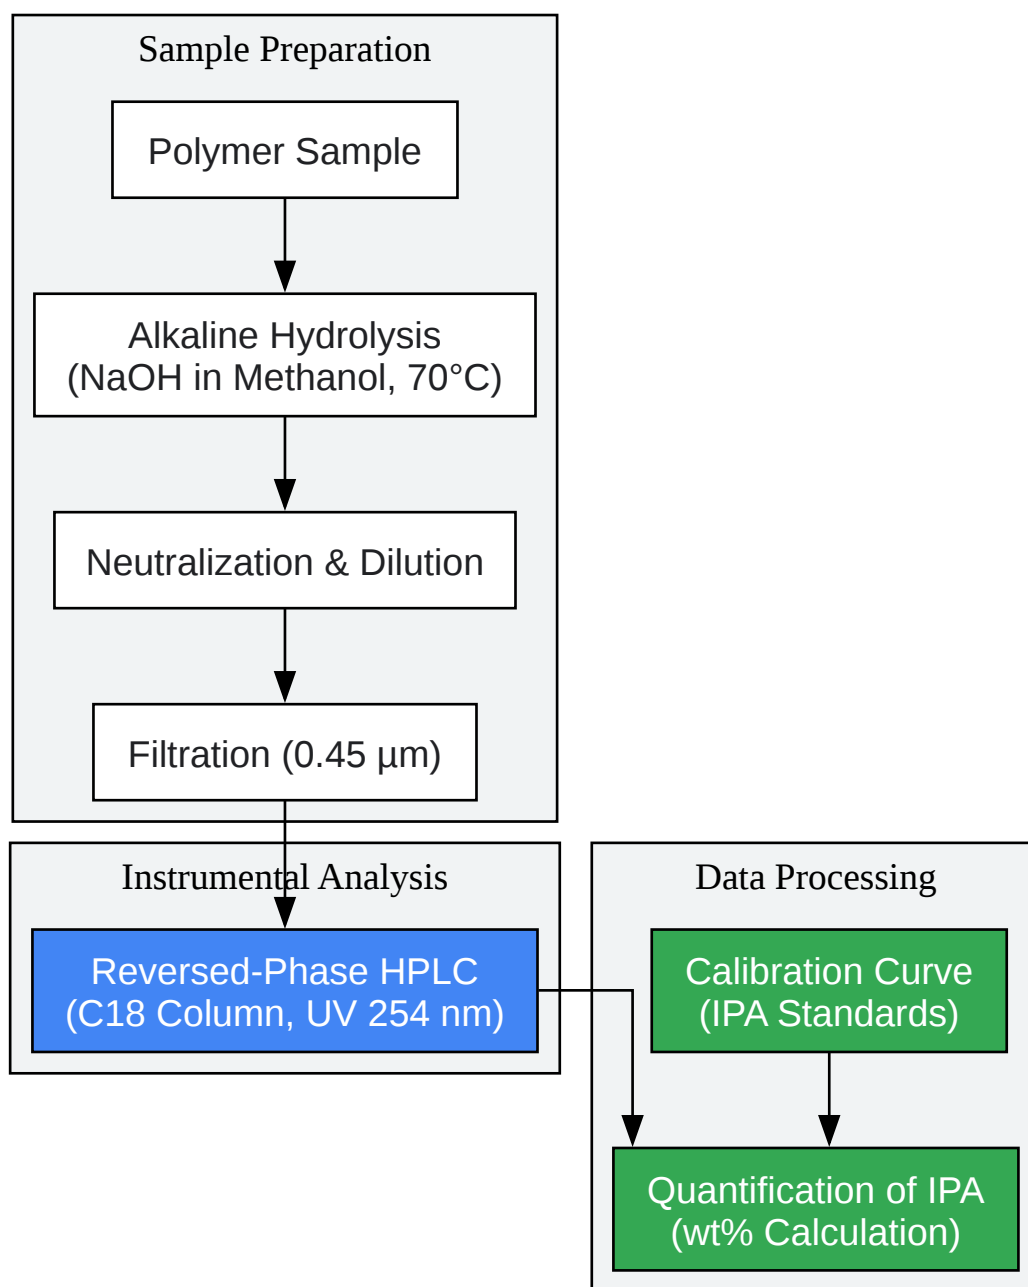 Sample Preparation
Polymer Sample
Alkaline Hydrolysis
(NaOH in Methanol, 70°C)
Neutralization & Dilution
Filtration (0.45 µm)
Instrumental Analysis
Reversed-Phase HPLC
(C18 Column, UV 254 nm)
Data Processing
Calibration Curve
(IPA Standards)
Quantification of IPA
(wt% Calculation)